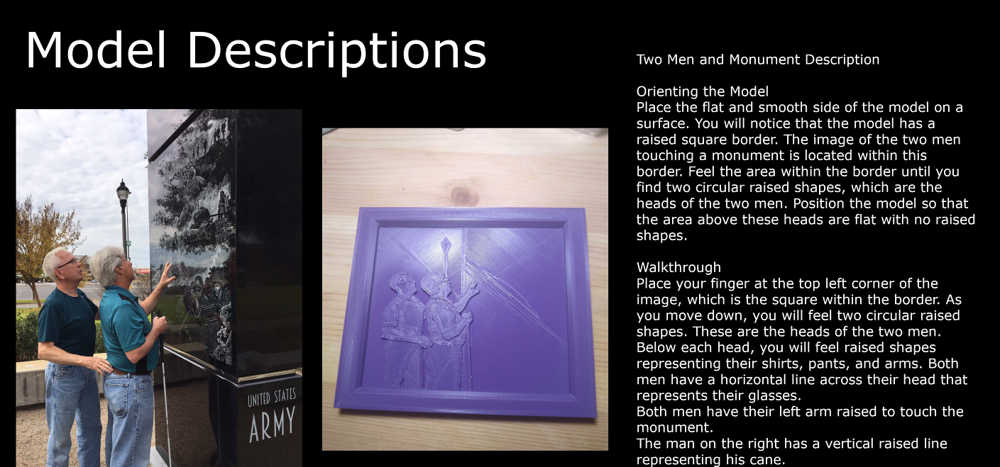 Model Descriptions
UNITED STATES
ARMY
Two Men and Monument Description
Orienting the Model
Place the flat and smooth side of the model on a
surface. You will notice that the model has a
raised square border. The image of the two men
touching a monument is located within this
border. Feel the area within the border until you
find two circular raised shapes, which are the
heads of the two men. Position the model so that
the area above these heads are flat with no raised
shapes.
Walkthrough
Place your finger at the top left corner of the
image, which is the square within the border. As
you move down, you will feel two circular raised
shapes. These are the heads of the two men.
Below each head, you will feel raised shapes
representing their shirts, pants, and arms. Both
men have a horizontal line across their head that
represents their glasses.
Both men have their left arm raised to touch the
monument.
The man on the right has a vertical raised line
representing his cane.